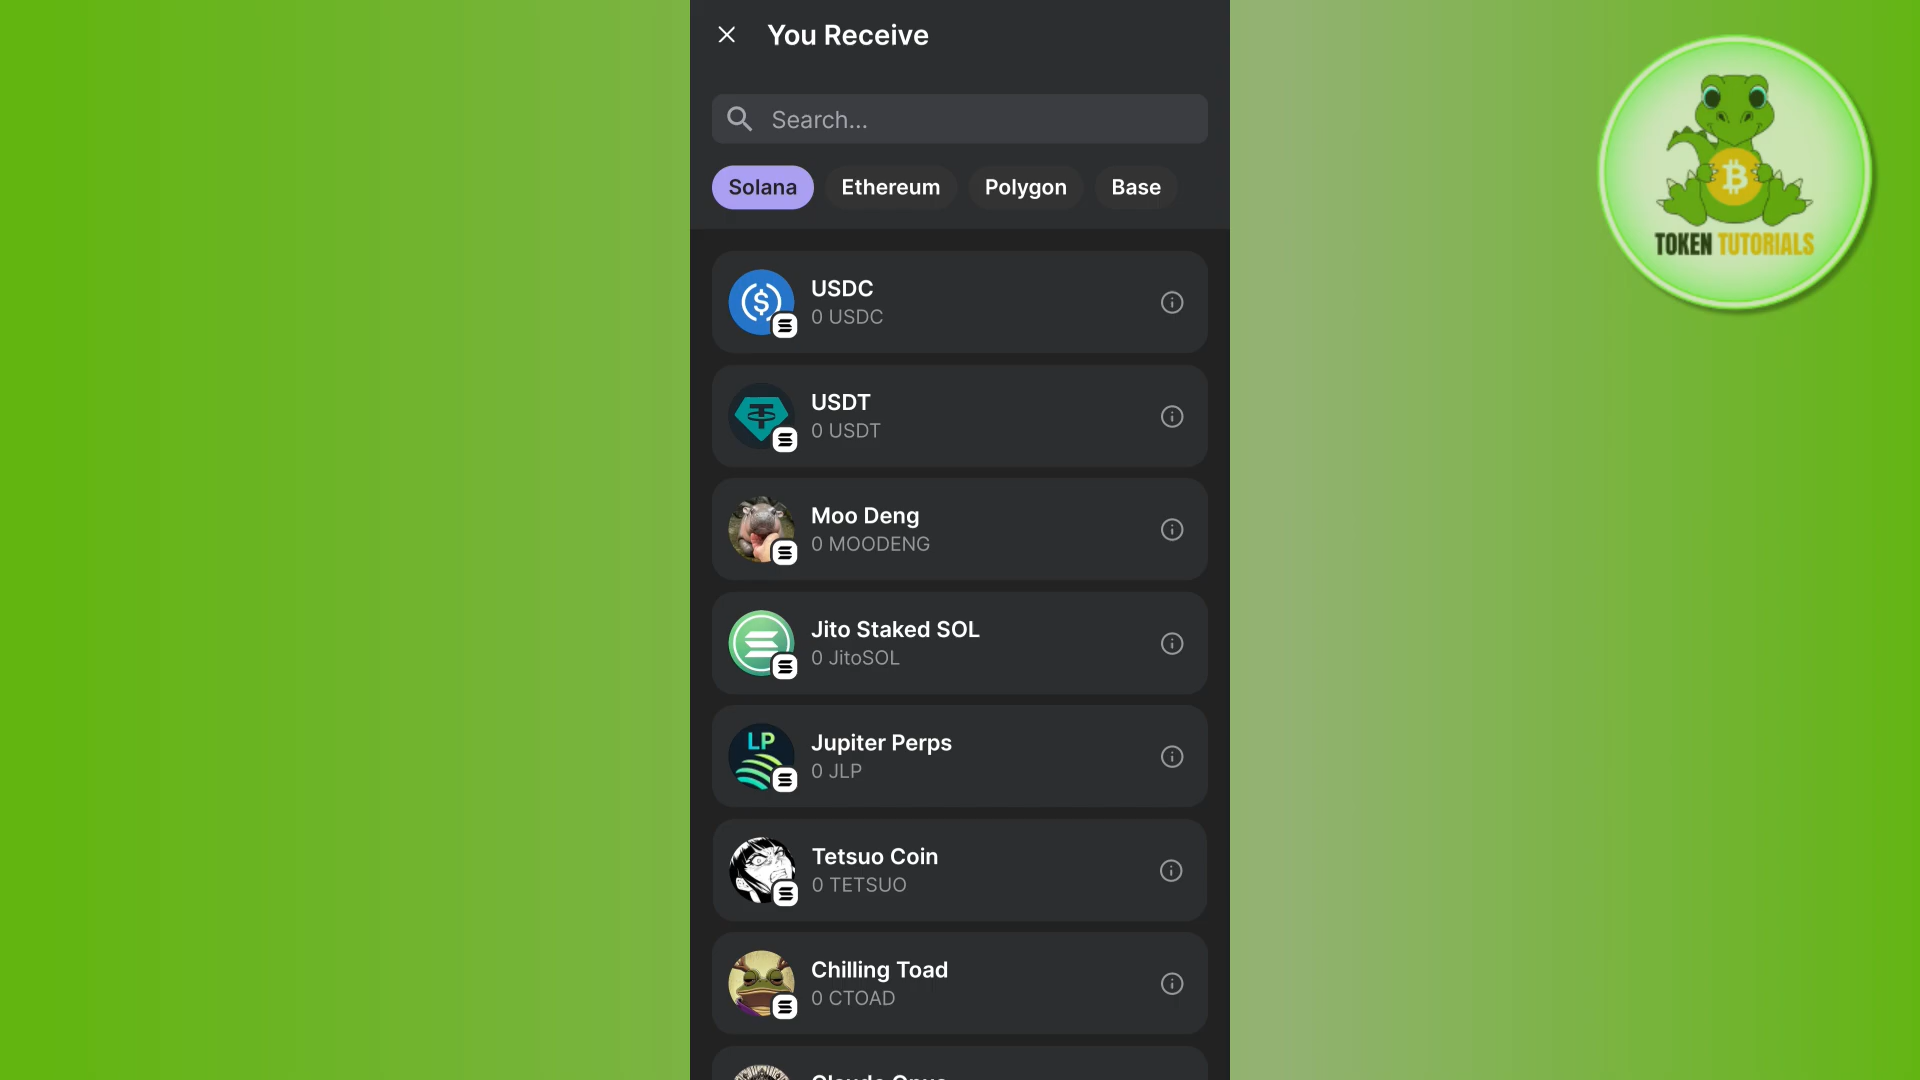 You Receive
Search...
Solana Ethereum Polygon Base
USDC
0 USDC
USDT
0 USDT
Moo Deng
0 MOODENG
Jito Staked SOL
0 JitoSOL
LP
Jupiter Perps
0 JLP
Tetsuo Coin
0 TETSUO
Chilling Toad
0 CTOAD
TOKEN TUTORIALS